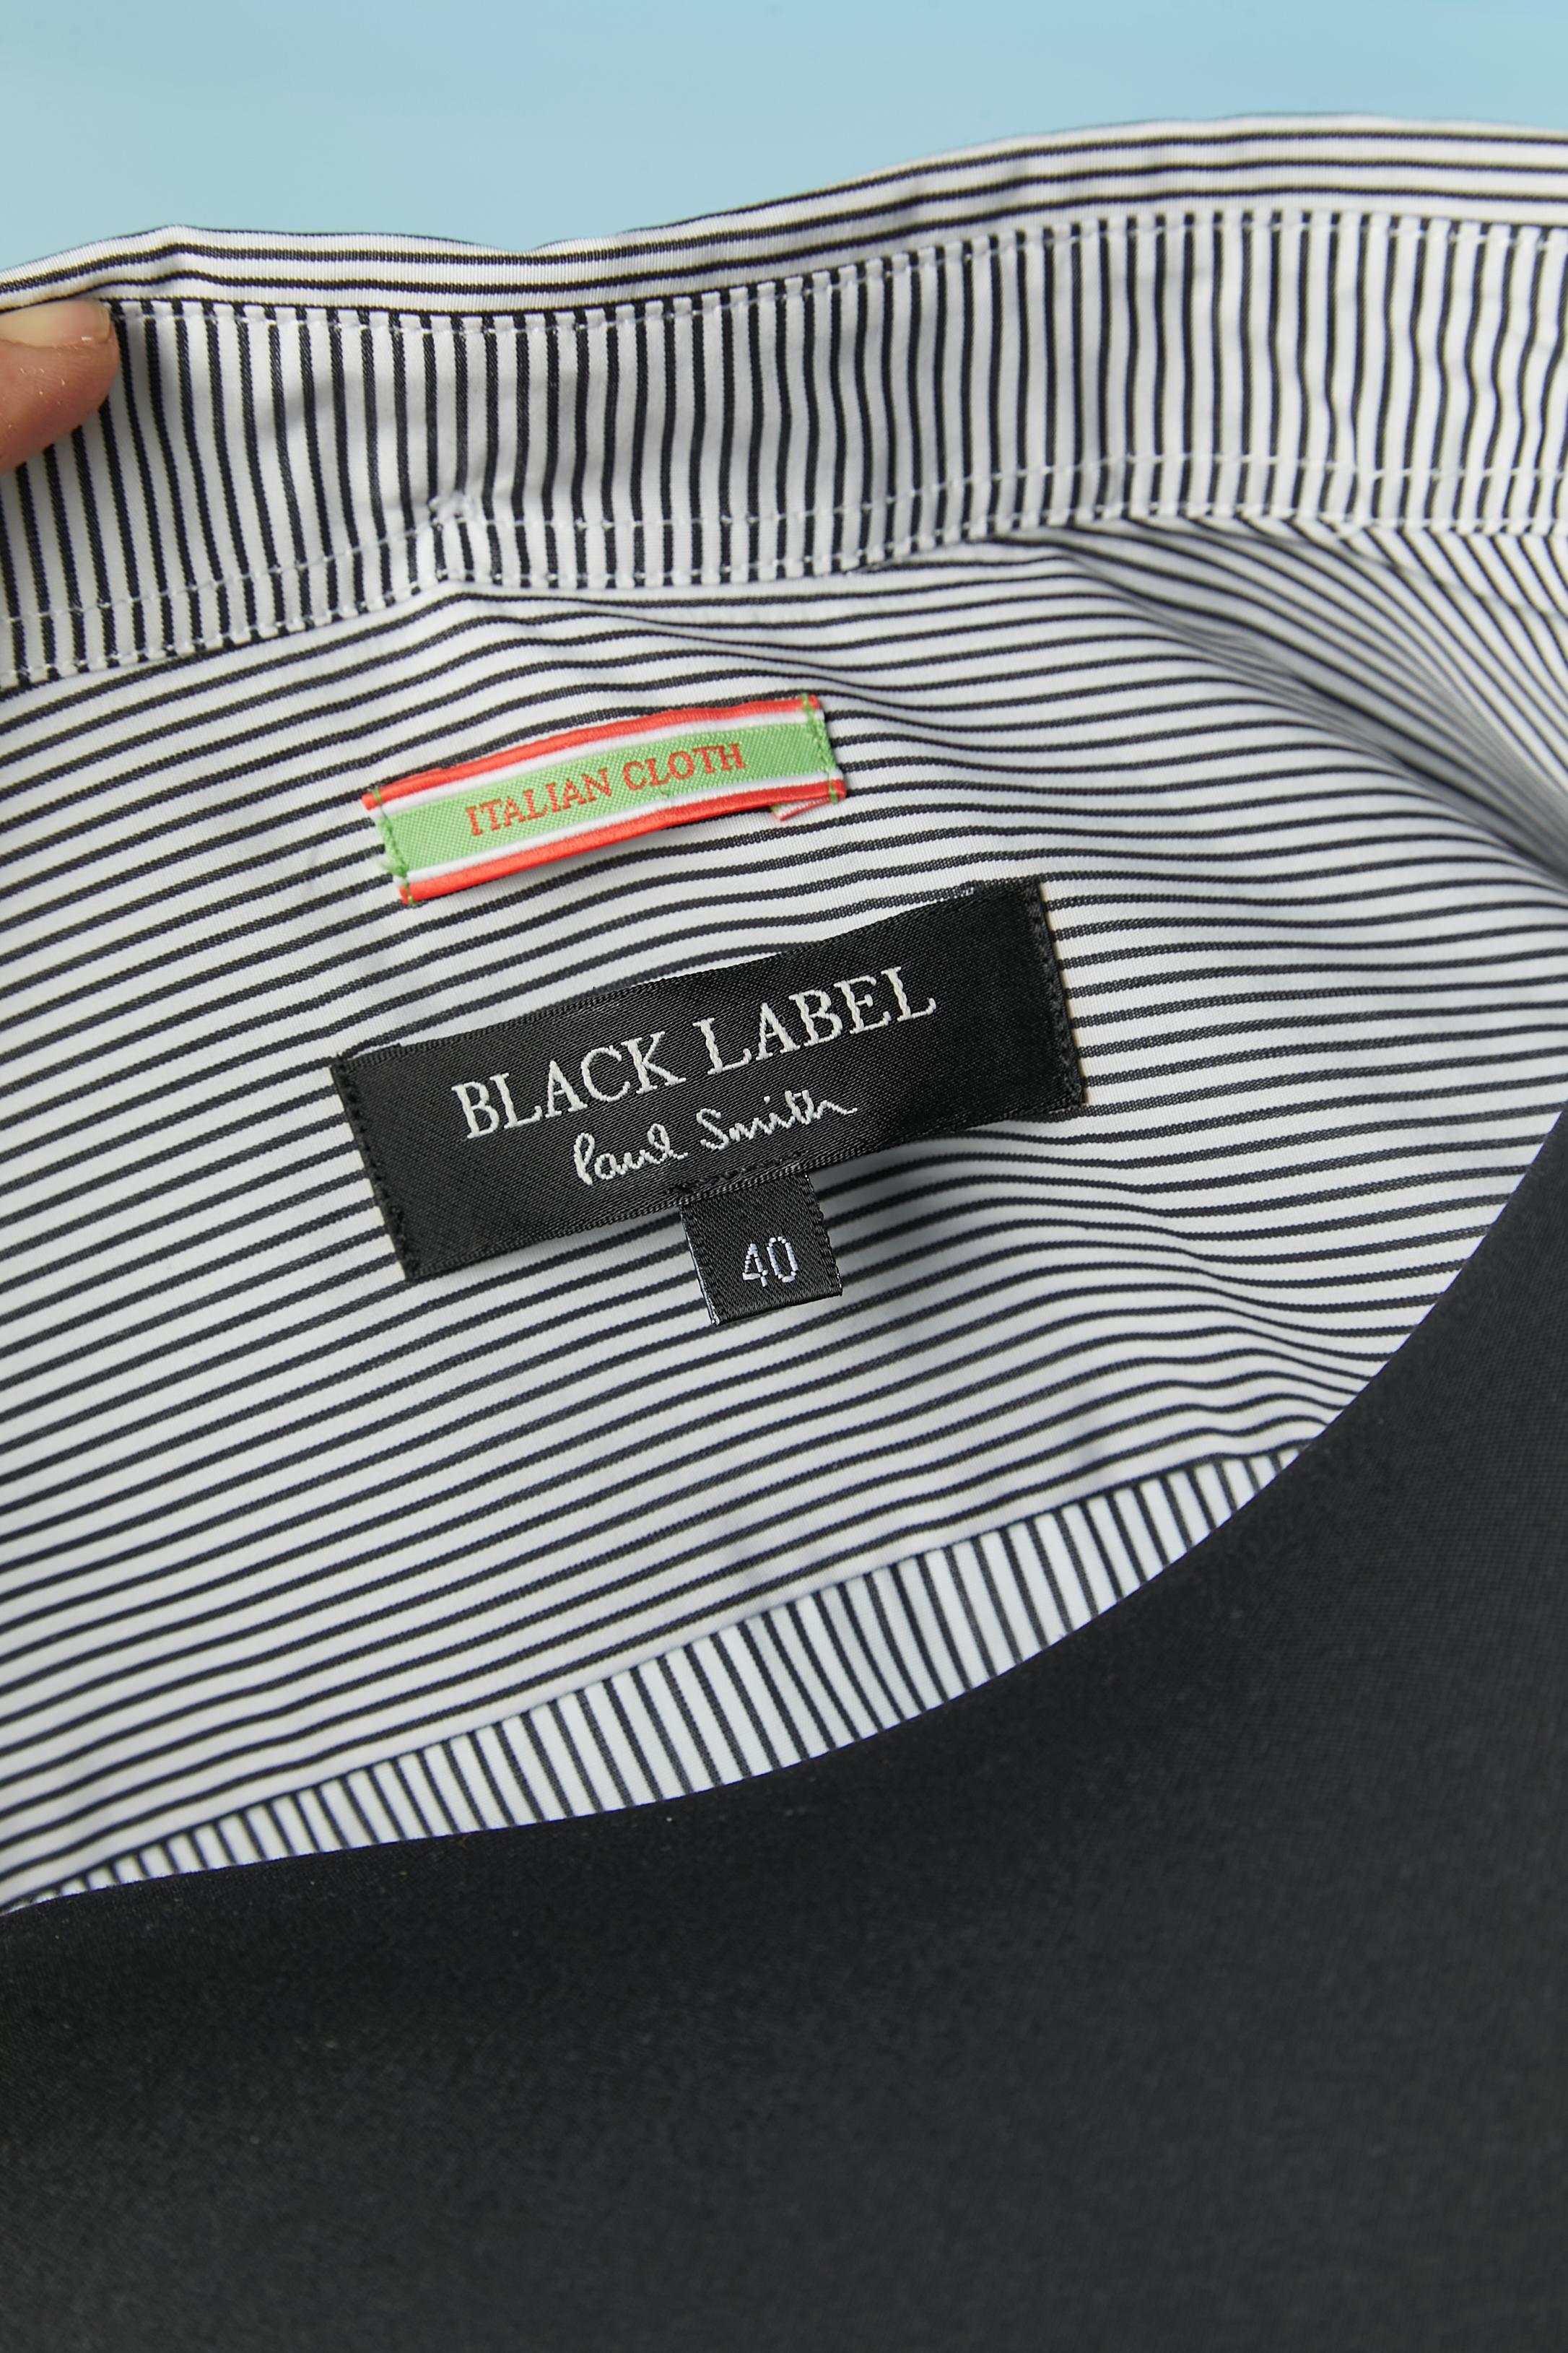 ITALIAN CLOTH
BLACK LABEL
Paul Smith
40